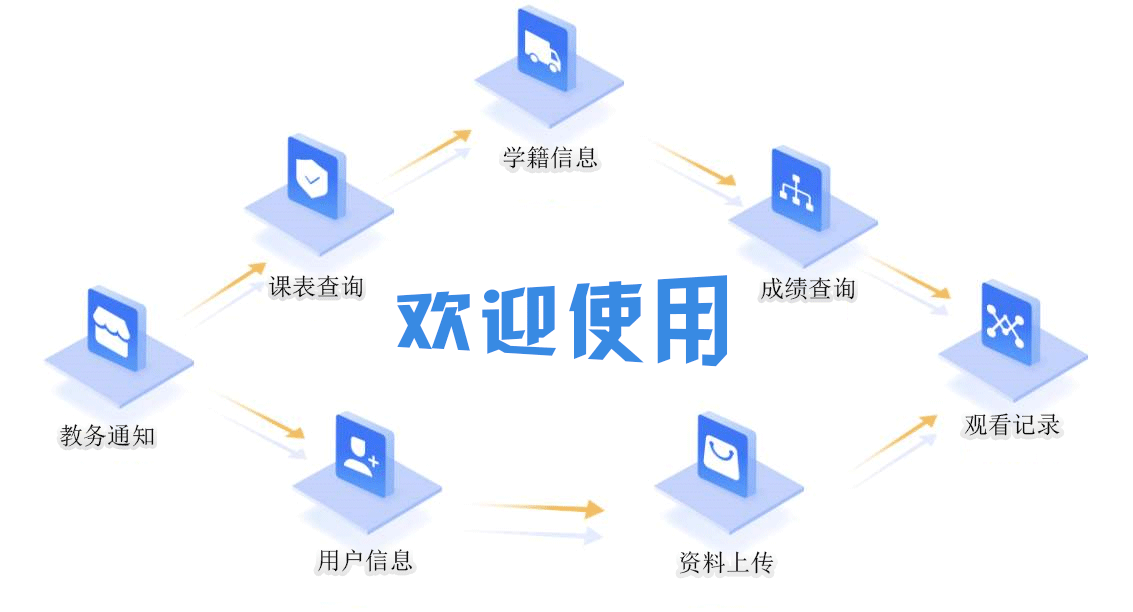 学籍信息
课表查询
成绩查询
欢迎使用
教务通知
观看记录
用户信息
资料上传